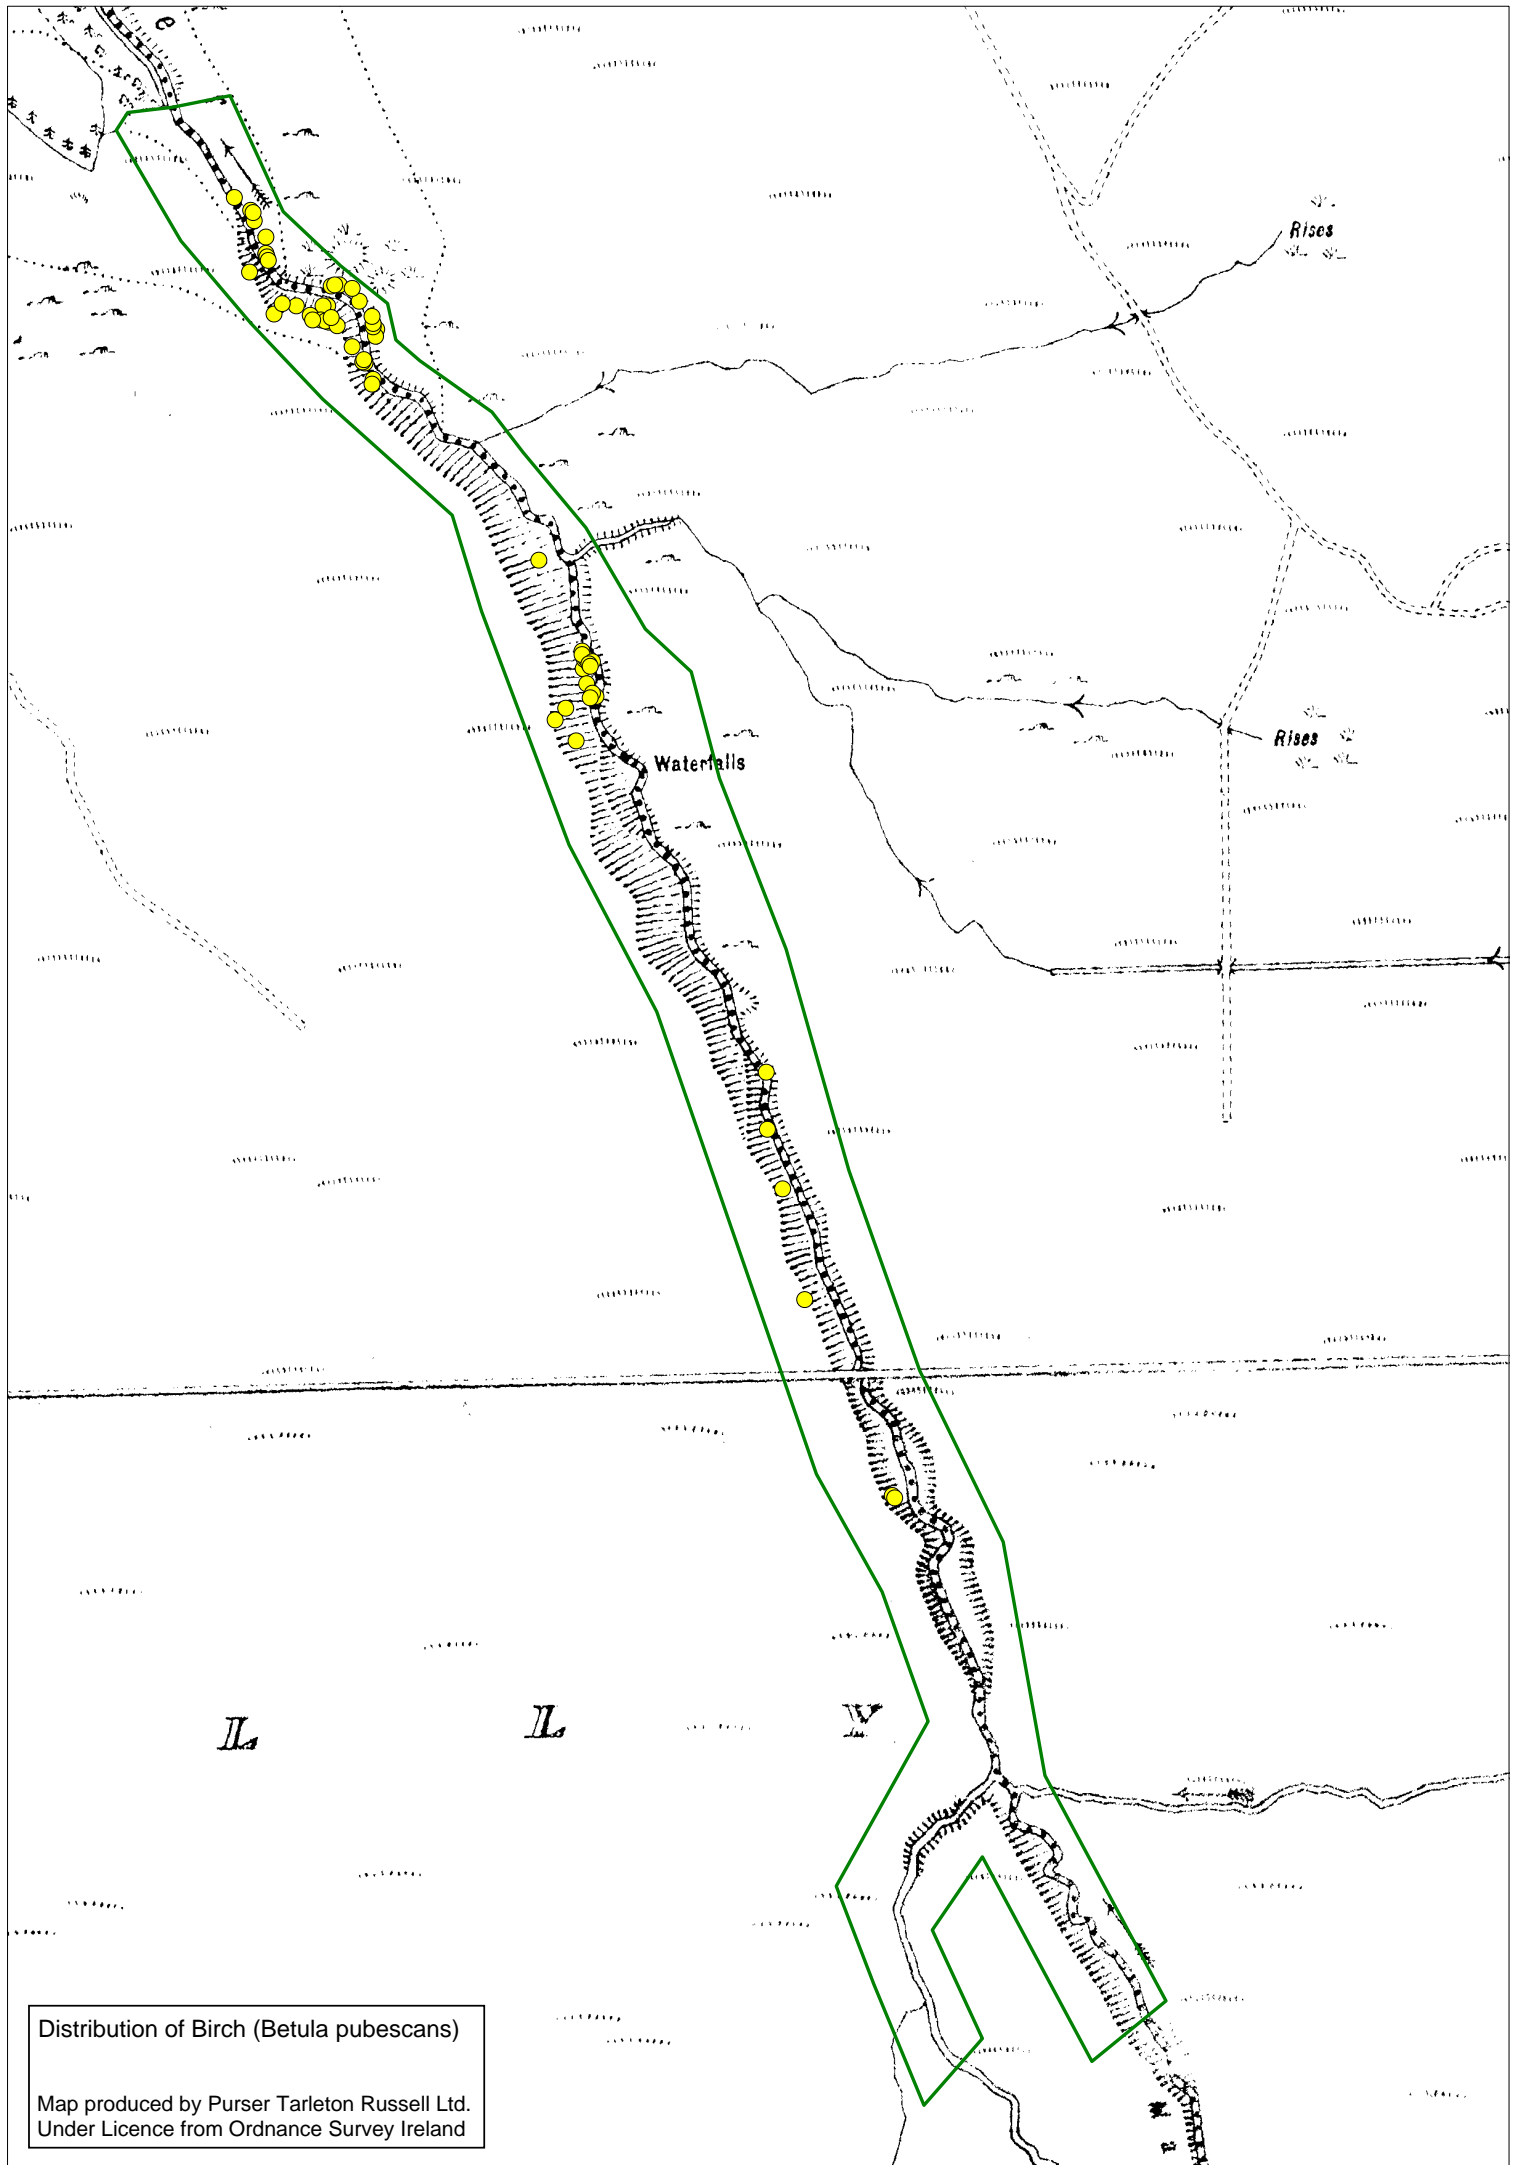 e
Rises
Rises
Waterfalls
L L Y
Distribution of Birch (Betula pubescans)
Map produced by Purser Tarleton Russell Ltd.
Under Licence from Ordnance Survey Ireland